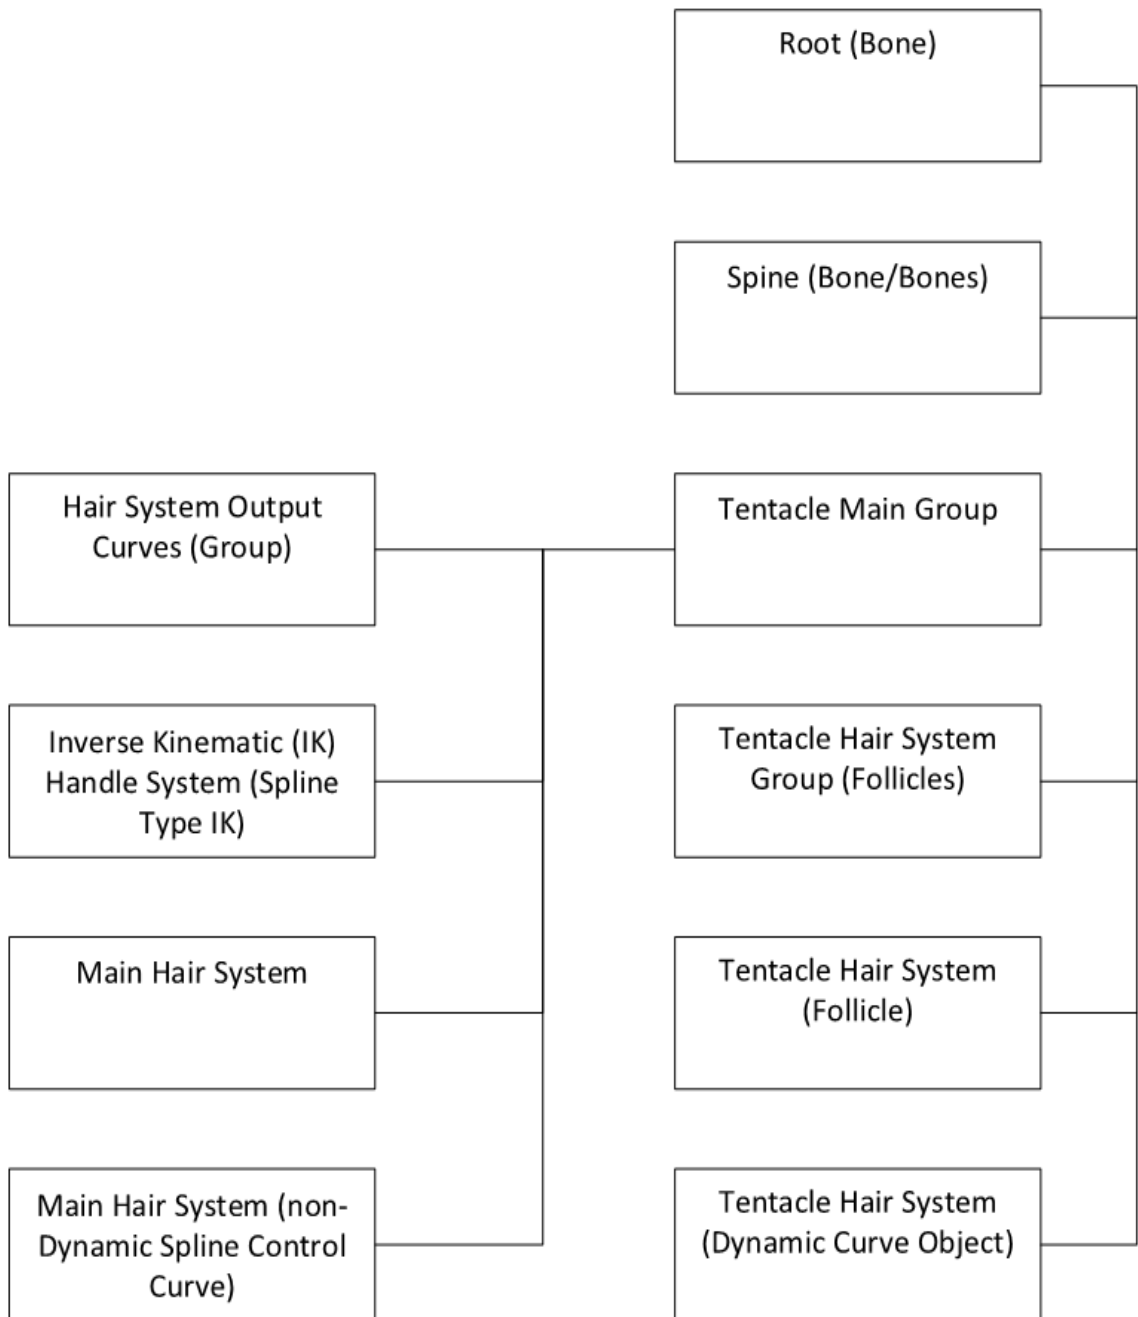 Root (Bone)
Spine (Bone/Bones)
Hair System Output
Curves (Group)
Tentacle Main Group
Inverse Kinematic (IK)
Handle System (Spline
Type IK)
Tentacle Hair System
Group (Follicles)
Main Hair System
Tentacle Hair System
(Follicle)
Main Hair System (non-
Dynamic Spline Control
Curve)
Tentacle Hair System
(Dynamic Curve Object)